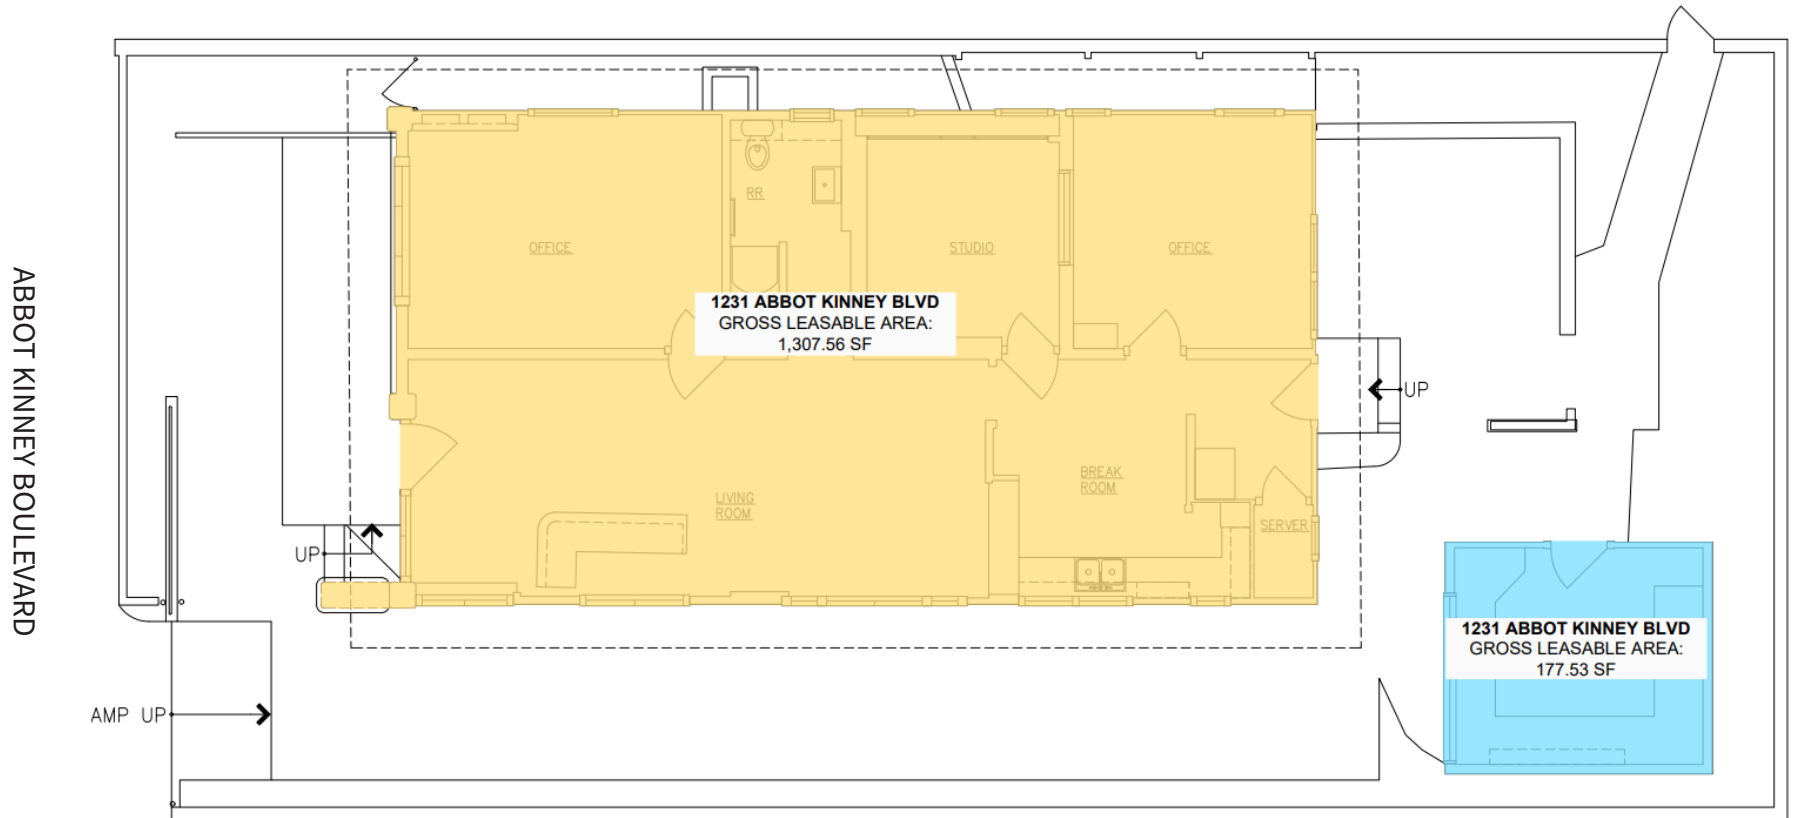 ABBOT KINNEY BOULEVARD
RR
OFFICE
STUDIO
OFFICE
1231 ABBOT KINNEY BLVD
GROSS LEASABLE AREA:
1,307.56 SF
UP
BREAK
ROOM
LIVING
ROOM
SERVER
UP
1231 ABBOT KINNEY BLVD
GROSS LEASABLE AREA:
177.53 SF
AMP UP